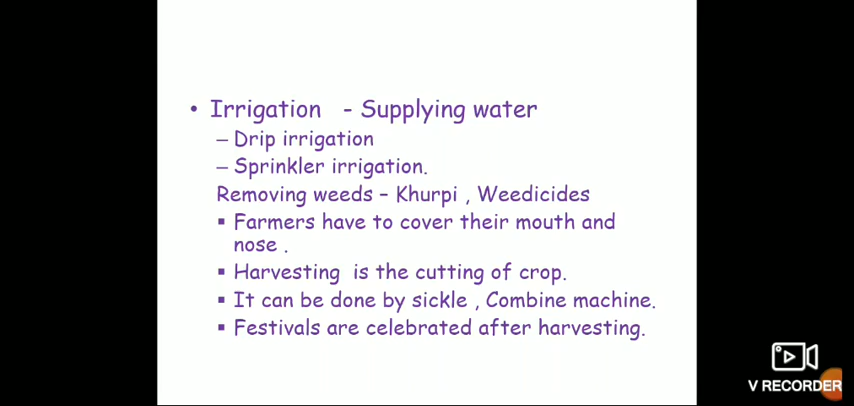 • Irrigation - Supplying water
– Drip irrigation
– Sprinkler irrigation.
Removing weeds – Khurpi , Weedicides
▪ Farmers have to cover their mouth and
nose .
▪ Harvesting is the cutting of crop.
▪ It can be done by sickle , Combine machine.
▪ Festivals are celebrated after harvesting.
V RECORDER